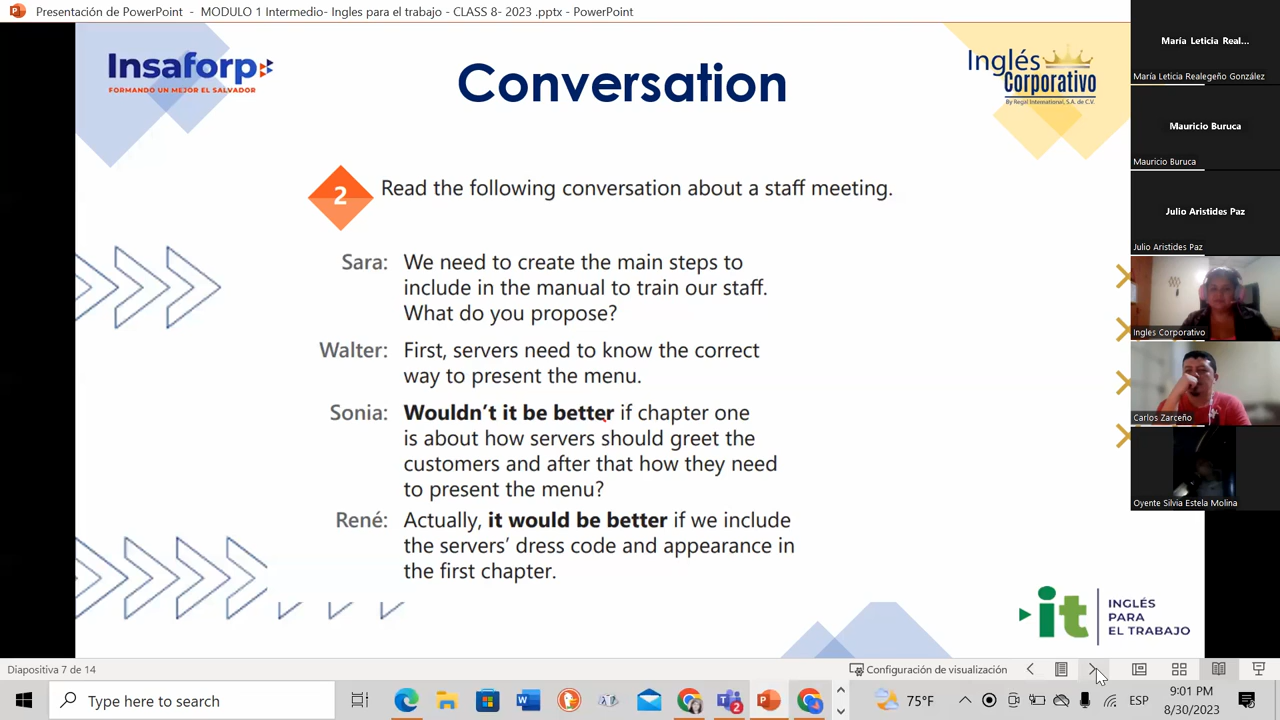 Presentación de PowerPoint - MODULO 1 Intermedio- Ingles para el trabajo - CLASS 8- 2023 .pptx - PowerPoint
Insaforp
FORMANDO UN MEJOR EL SALVADOR
Conversation
Inglés
Corporativo
By Regal International, S.A. de C.V.
2
Read the following conversation about a staff meeting.
Sara: We need to create the main steps to
include in the manual to train our staff.
What do you propose?
Walter: First, servers need to know the correct
way to present the menu.
Sonia: Wouldn't it be better if chapter one
is about how servers should greet the
customers and after that how they need
to present the menu?
René: Actually, it would be better if we include
the servers' dress code and appearance in
the first chapter.
it
INGLÉS
PARA
EL TRABAJO
María Leticia Real...
María Leticia Realegeño González
Mauricio Buruca
Mauricio Buruca
Julio Aristides Paz
Julio Aristides Paz
Ingles Corporativo
Carlos Zarceño
Oyente Silvia Estela Molina
Diapositiva 7 de 14
Configuración de visualización
Type here to search
75°F
ESP
9:01 PM
8/30/2023